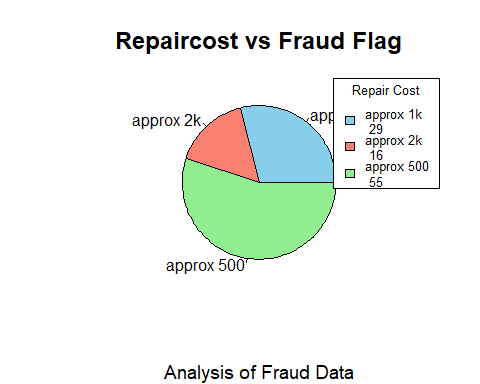 Repaircost vs Fraud Flag
Repair Cost
approx 1k
29
approx 2k
16
approx 500
55
approx 2k
approx 500
Analysis of Fraud Data